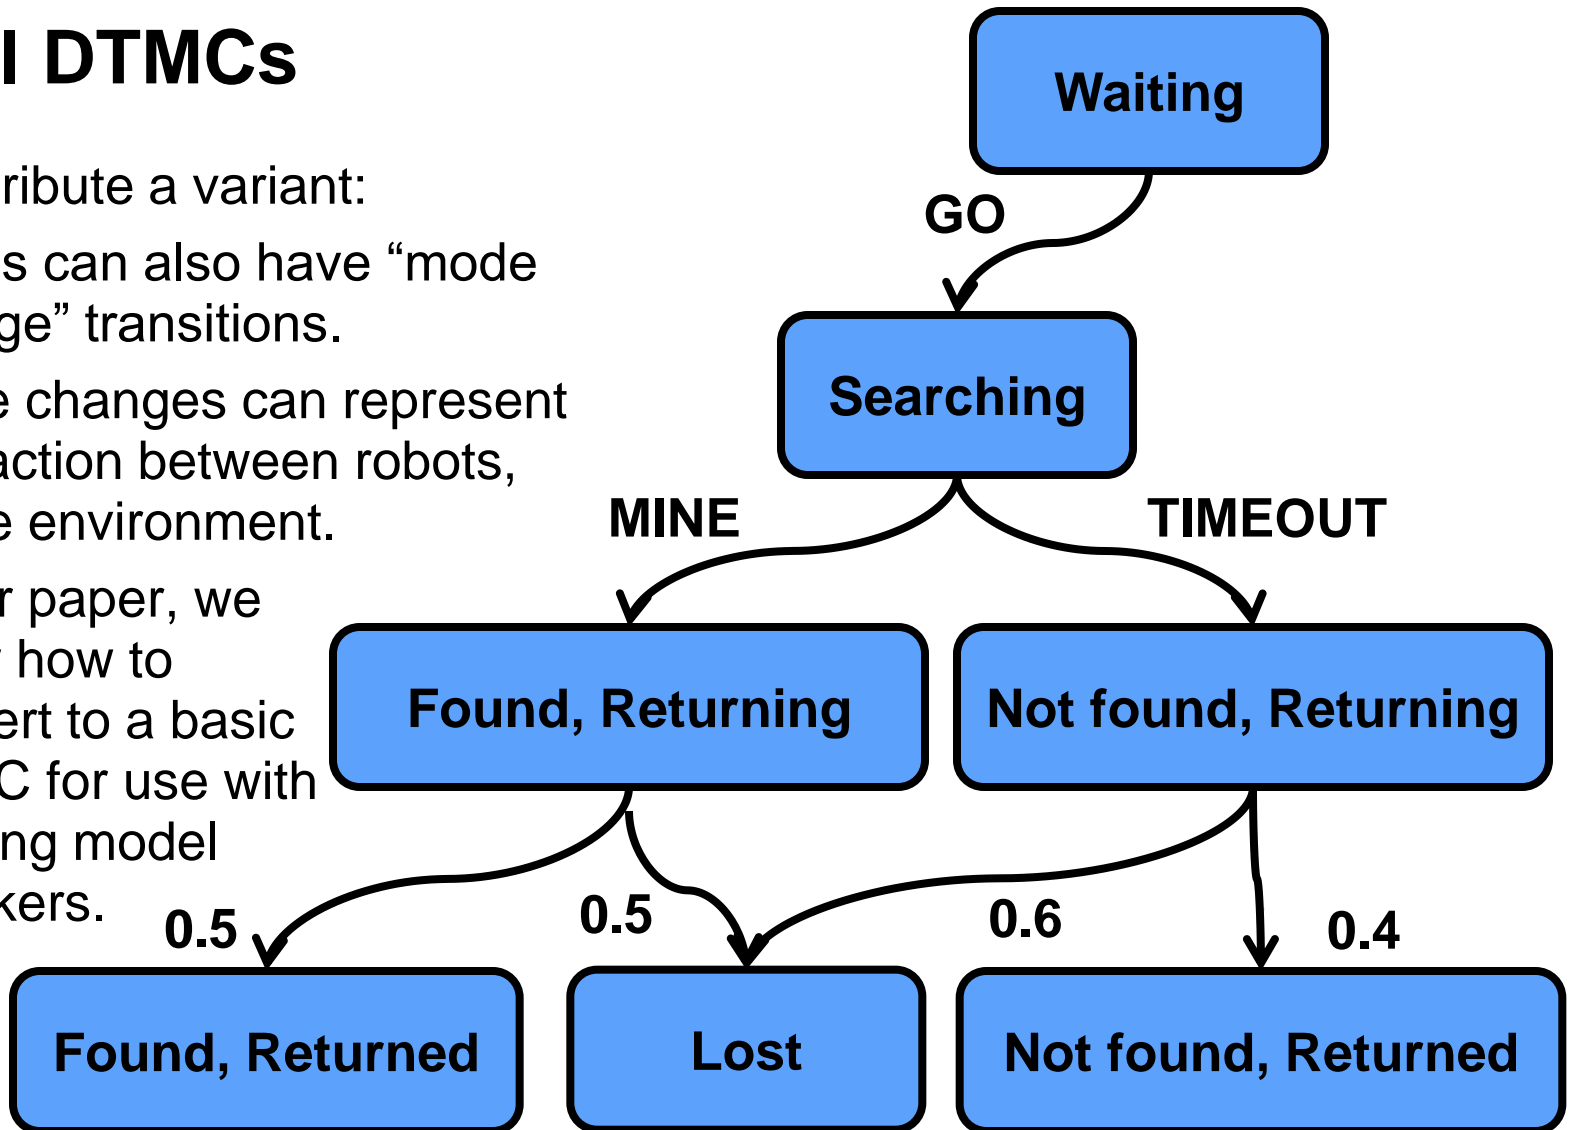 l DTMCs
ribute a variant:
s can also have “mode
ge” transitions.
e changes can represent
action between robots,
e environment.
r paper, we
how to
ert to a basic
C for use with
ng model
kers.
Waiting
GO
Searching
MINE
TIMEOUT
Found, Returning
Not found, Returning
0.5
0.5
0.6
0.4
Found, Returned
Lost
Not found, Returned